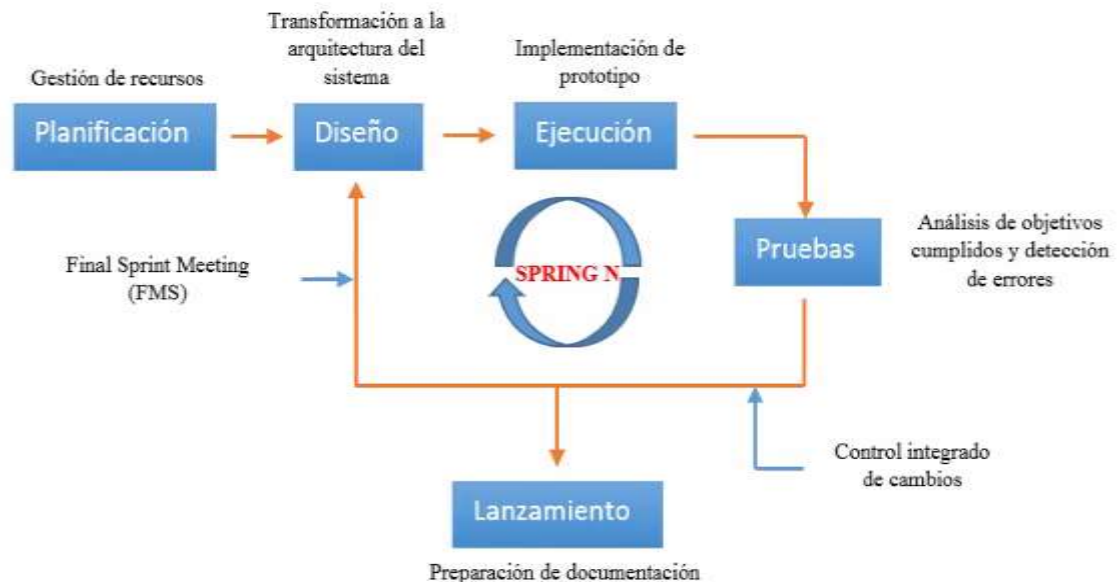 Transformación a la
arquitectura del
sistema
Implementación de
prototipo
Gestión de recursos
Planificación
Diseño
Ejecución
Pruebas
Análisis de objetivos
cumplidos y detección
de errores
Final Sprint Meeting
(FMS)
SPRING N
Control integrado
de cambios
Lanzamiento
Preparación de documentación